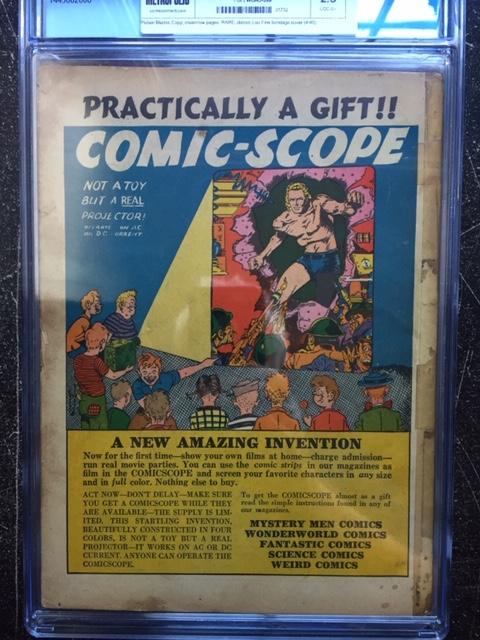 PRACTICALLY A GIFT!!
COMIC-SCOPE
NOT A TOY
BUT A REAL
PROJECTOR!
A NEW AMAZING INVENTION
Now for the first time—show your own films at home—charge admission—
run real movie parties. You can use the comic strips in our magazines as
film in the COMICSCOPE and screen your favorite characters in any size
and in full color. Nothing else to buy.
ACT NOW—DON'T DELAY—MAKE SURE
YOU GET A COMICSCOPE WHILE THEY
ARE AVAILABLE—THE SUPPLY IS LIM-
ITED. THIS STARTLING INVENTION,
BEAUTIFULLY CONSTRUCTED IN FOUR
COLORS, IS NOT A TOY BUT A REAL
PROJECTOR—IT WORKS ON AC OR DC
CURRENT. ANYONE CAN OPERATE THE
COMICSCOPE.
To get the COMICSCOPE almost as a gift
read the simple instructions found in any of
our magazines.
MYSTERY MEN COMICS
WONDERWORLD COMICS
FANTASTIC COMICS
SCIENCE COMICS
WEIRD COMICS